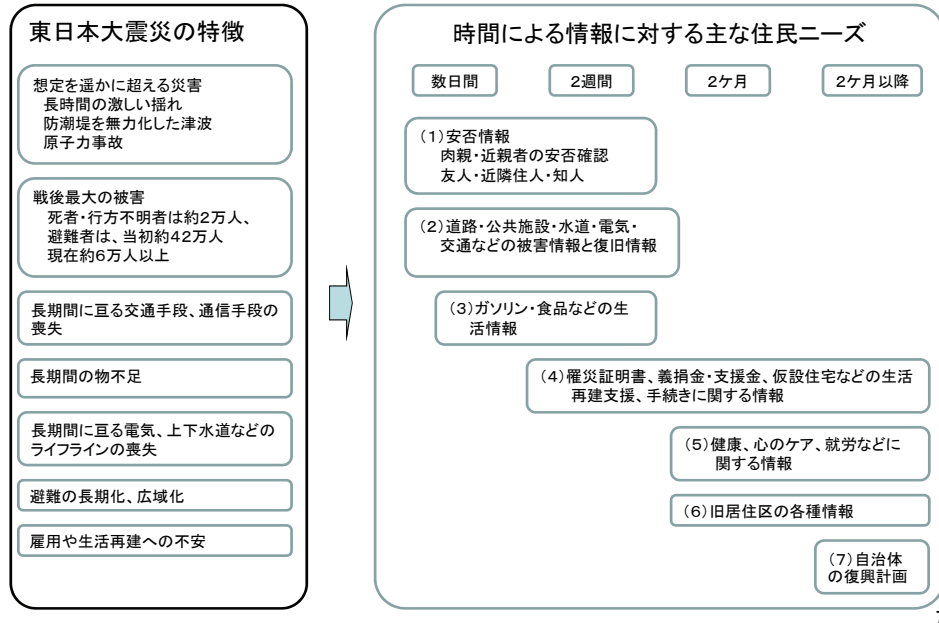 東日本大震災の特徴
想定を遥かに超える災害
長時間の激しい揺れ
防潮堤を無力化した津波
原子力事故
戦後最大の被害
死者・行方不明者は約2万人、
避難者は、当初約42万人
現在約6万人以上
長期間に亘る交通手段、通信手段の
喪失
長期間の物不足
長期間に亘る電気、上下水道などの
ライフラインの喪失
避難の長期化、広域化
雇用や生活再建への不安
時間による情報に対する主な住民ニーズ
数日間
2週間
2ケ月
2ケ月以降
(1)安否情報
肉親・近親者の安否確認
友人・近隣住人・知人
(2)道路・公共施設・水道・電気・
交通などの被害情報と復旧情報
(3)ガソリン・食品などの生
活情報
(4)罹災証明書、義捐金・支援金、仮設住宅などの生活
再建支援、手続きに関する情報
(5)健康、心のケア、就労などに
関する情報
(6)旧居住区の各種情報
(7)自治体
の復興計画